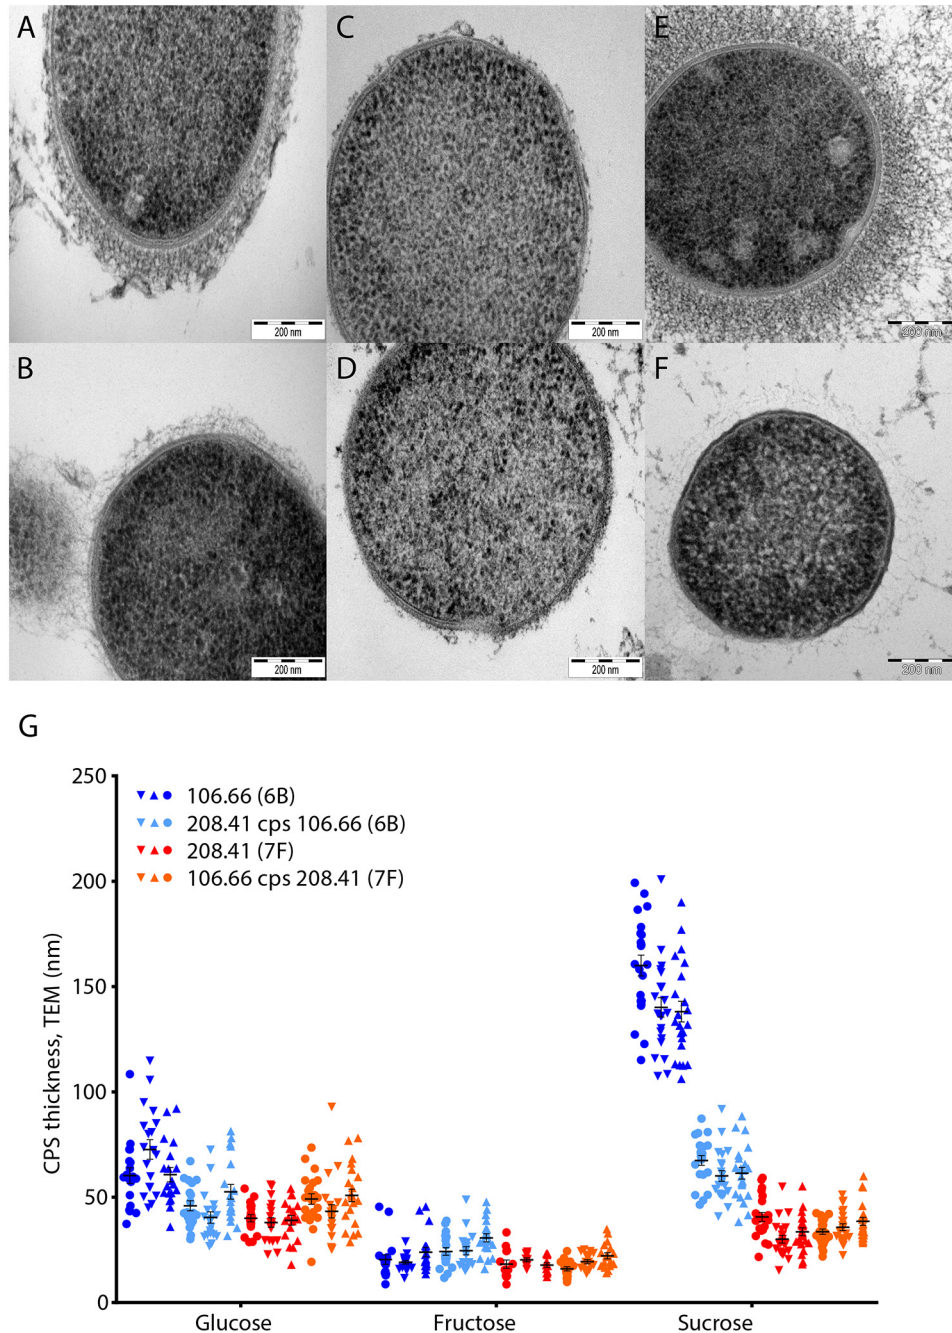 A
C
E
200 nm
200 nm
200 nm
B
D
F
200 nm
200 nm
200 nm
G
250
200
150
100
50
0
CPS thickness, TEM (nm)
106.66 (6B)
208.41 cps 106.66 (6B)
208.41 (7F)
106.66 cps 208.41 (7F)
Glucose
Fructose
Sucrose